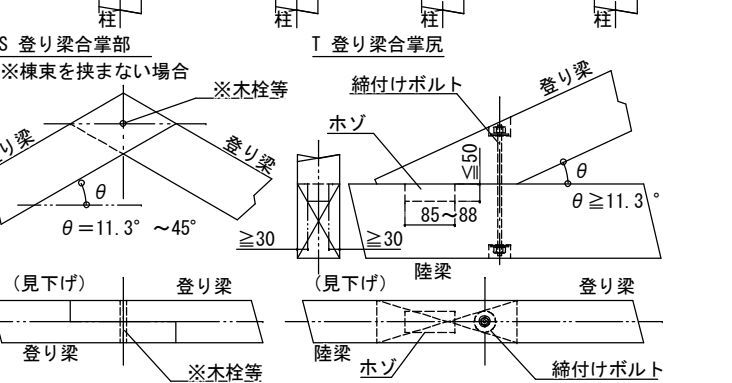 柱
柱
柱
柱
S 登り梁合掌部
※棟束を挟まない場合
※木栓等
登り梁
登り梁
θ
θ=11.3° ～45°
T 登り梁合掌尻
締付けボルト
登り梁
ホゾ
≦50
θ
θ≧11.3°
85～88
≧30
≧30
陸梁
(見下げ)
登り梁
登り梁
※木栓等
(見下げ)
登り梁
陸梁
ホゾ
締付けボルト